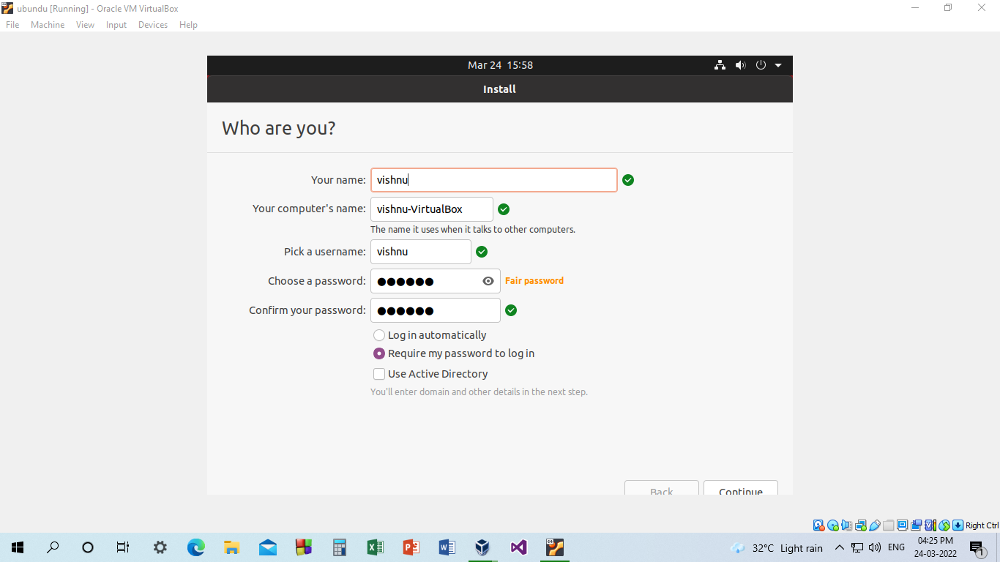 ubundu [Running] - Oracle VM VirtualBox
File Machine View Input Devices Help
Mar 24 15:58
Install
Who are you?
Your name: vishnu
Your computer's name: vishnu-VirtualBox
The name it uses when it talks to other computers.
Pick a username: vishnu
Choose a password: ●●●●●● Fair password
Confirm your password: ●●●●●●
Log in automatically
Require my password to log in
Use Active Directory
You'll enter domain and other details in the next step.
Back Continue
Right Ctrl
32°C Light rain ENG 04:25 PM
24-03-2022 1